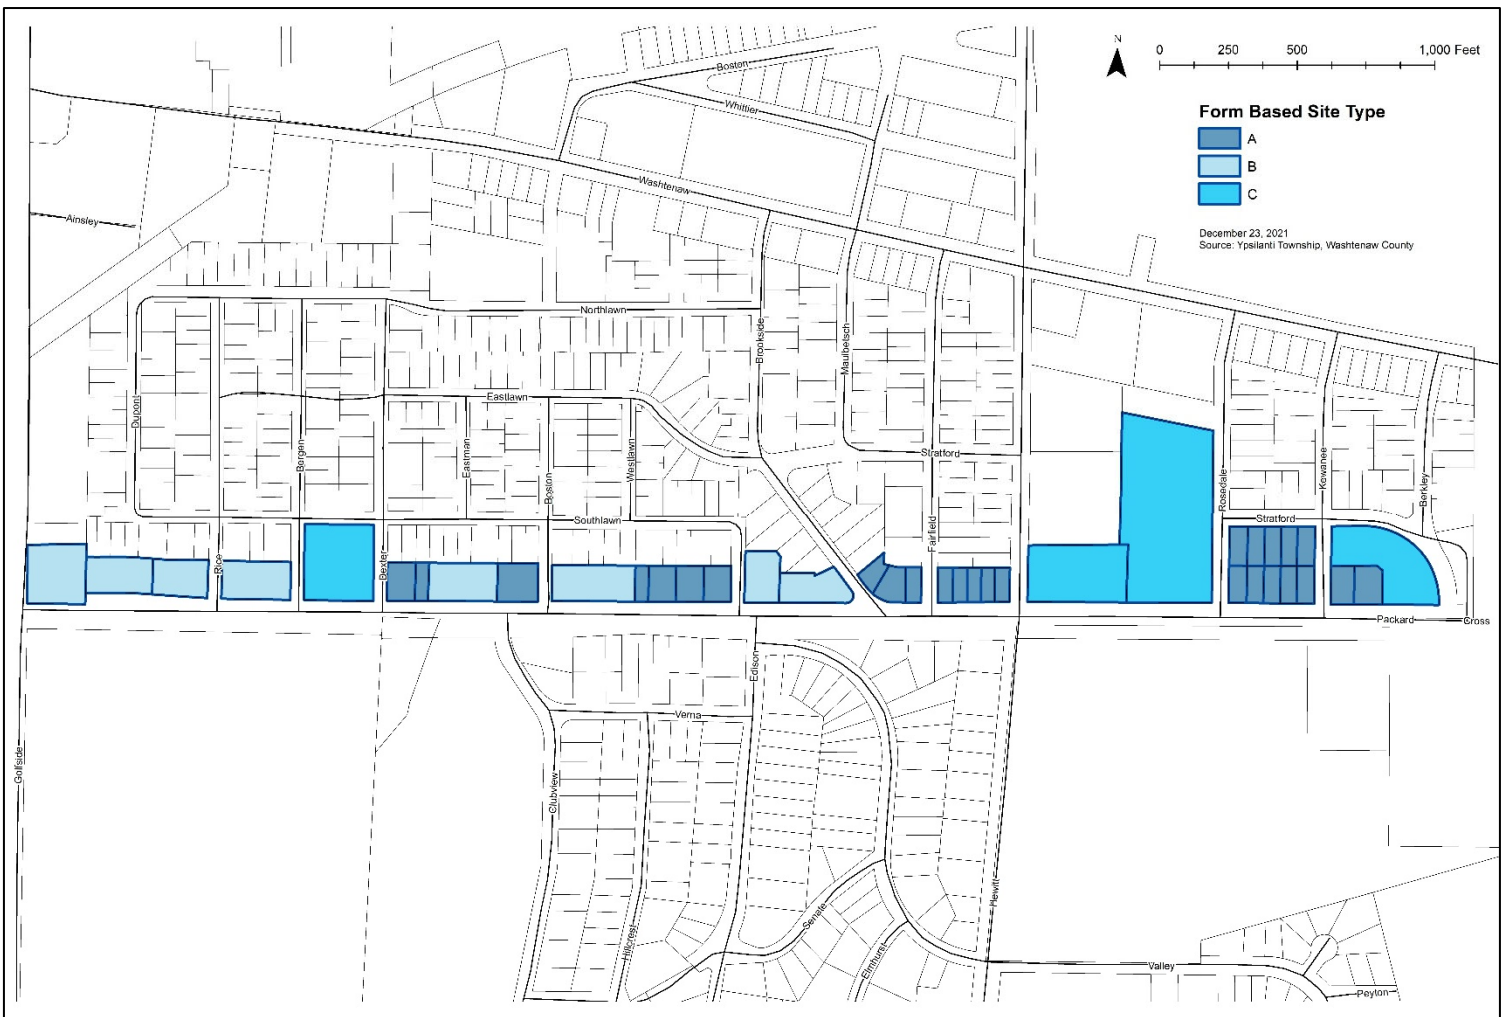 N
0 250 500 1,000 Feet
Form Based Site Type
A
B
C
December 23, 2021
Source: Ypsilanti Township, Washtenaw County
Boston
Whittier
Washtenaw
Ainsley
Northlawn
Brookside
Maulbetsch
Dupont
Eastlawn
Bergen
Eastman
Boston
Westlawn
Stratford
Rosedale
Kewanee
Berkley
Southlawn
Stratford
Fairfield
Rice
Dexter
Packard
Cross
Edison
Verna
Golfside
Clubview
Hillcrest
Senate
Elmhurst
Hewitt
Valley
Peyton